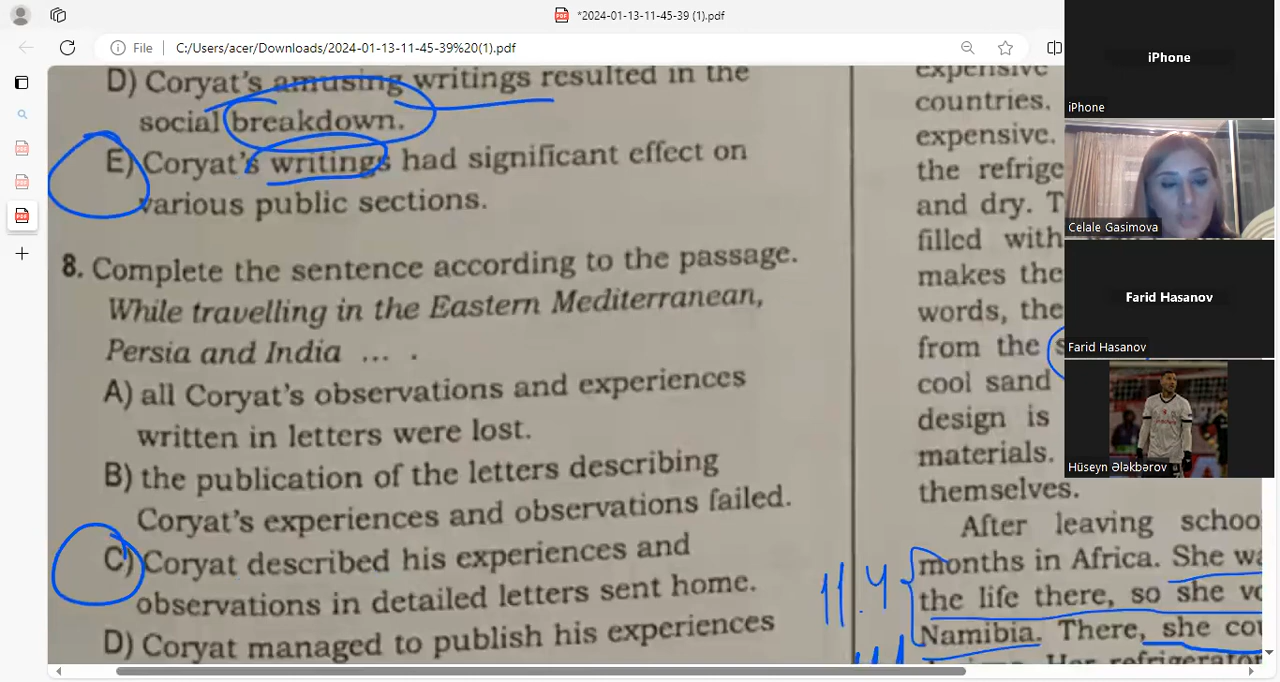 *2024-01-13-11-45-39 (1).pdf
File
C:/Users/acer/Downloads/2024-01-13-11-45-39%20(1).pdf
D) Coryat's amusing writings resulted in the
social breakdown.
E) Coryat's writings had significant effect on
various public sections.
8. Complete the sentence according to the passage.
While travelling in the Eastern Mediterranean,
Persia and India ... .
A) all Coryat's observations and experiences
written in letters were lost.
B) the publication of the letters describing
Coryat's experiences and observations failed.
C) Coryat described his experiences and
observations in detailed letters sent home.
D) Coryat managed to publish his experiences
expensive
countries.
expensive.
the refrige
and dry. T
filled with
makes the
words, the
from the s
cool sand
design is
materials.
themselves.
After leaving schoo
months in Africa. She wa
the life there, so she vo
Namibia. There, she cou
Her refrigerator
11.4
iPhone
iPhone
Celale Gasimova
Farid Hasanov
Farid Hasanov
Hüseyn Ələkbərov